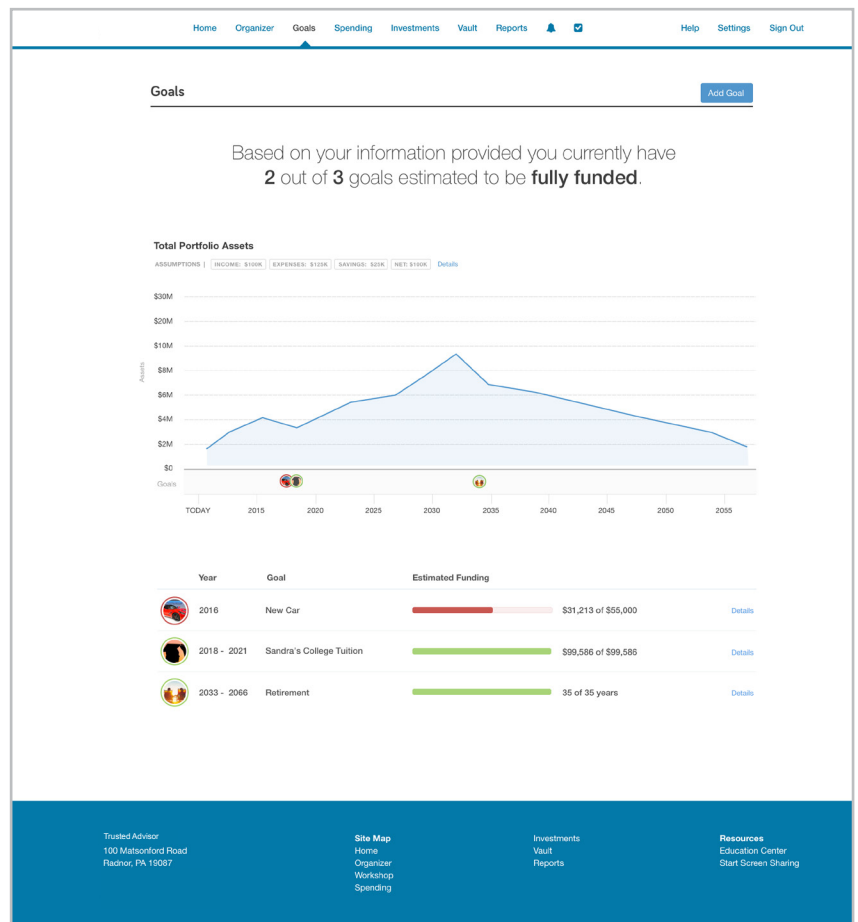 Home Organizer Goals Spending Investments Vault Reports Help Settings Sign Out
Goals
Add Goal
Based on your information provided you currently have
2 out of 3 goals estimated to be fully funded.
Total Portfolio Assets
ASSUMPTIONS | INCOME: $100K EXPENSES: $125K SAVINGS: $25K NET: $100K Details
$30M
$20M
$10M
$8M
$6M
$4M
$2M
$0
Assets
Goals
TODAY 2015 2020 2025 2030 2035 2040 2045 2050 2055
Year Goal Estimated Funding
2016 New Car $31,213 of $55,000 Details
2018 - 2021 Sandra's College Tuition $99,586 of $99,586 Details
2033 - 2066 Retirement 35 of 35 years Details
Trusted Advisor
100 Matsonford Road
Radnor, PA 19087
Site Map
Home
Organizer
Workshop
Spending
Investments
Vault
Reports
Resources
Education Center
Start Screen Sharing